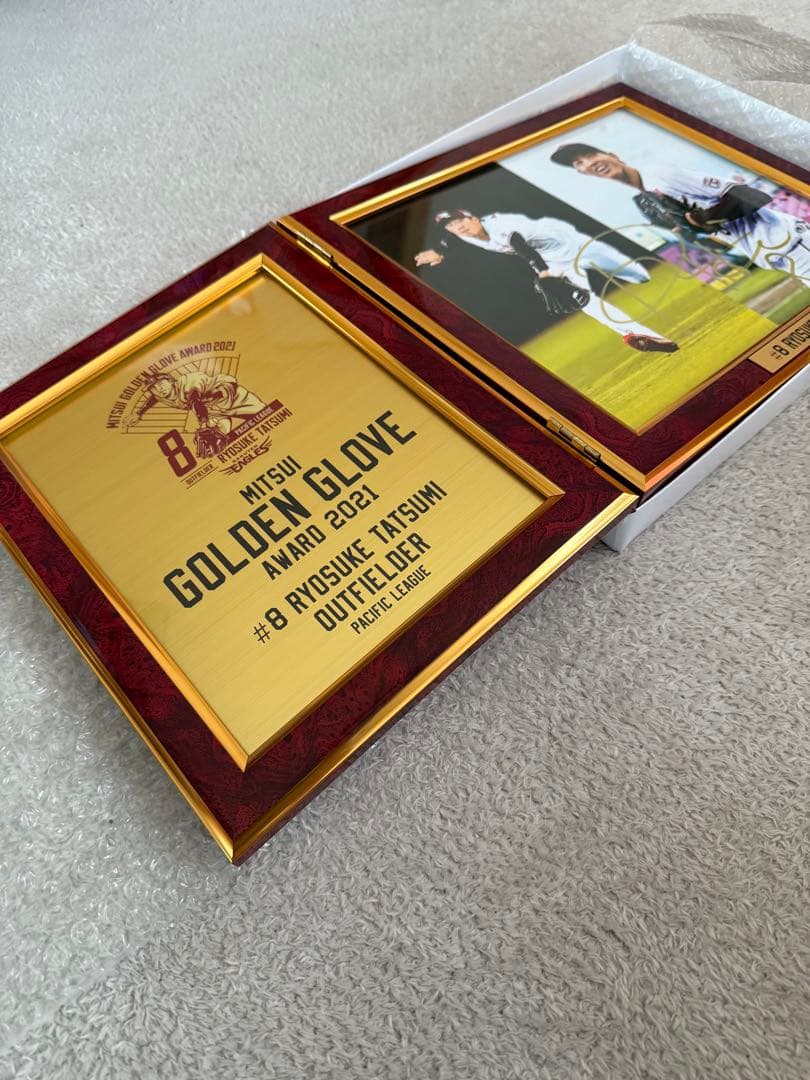 MITSUI GOLDEN GLOVE AWARD 2021
8
PACIFIC LEAGUE
OUTFIELDER
RYOSUKE TATSUMI
EAGLES
MITSUI
GOLDEN GLOVE
AWARD 2021
#8 RYOSUKE TATSUMI
OUTFIELDER
PACIFIC LEAGUE
#8 RYOSU